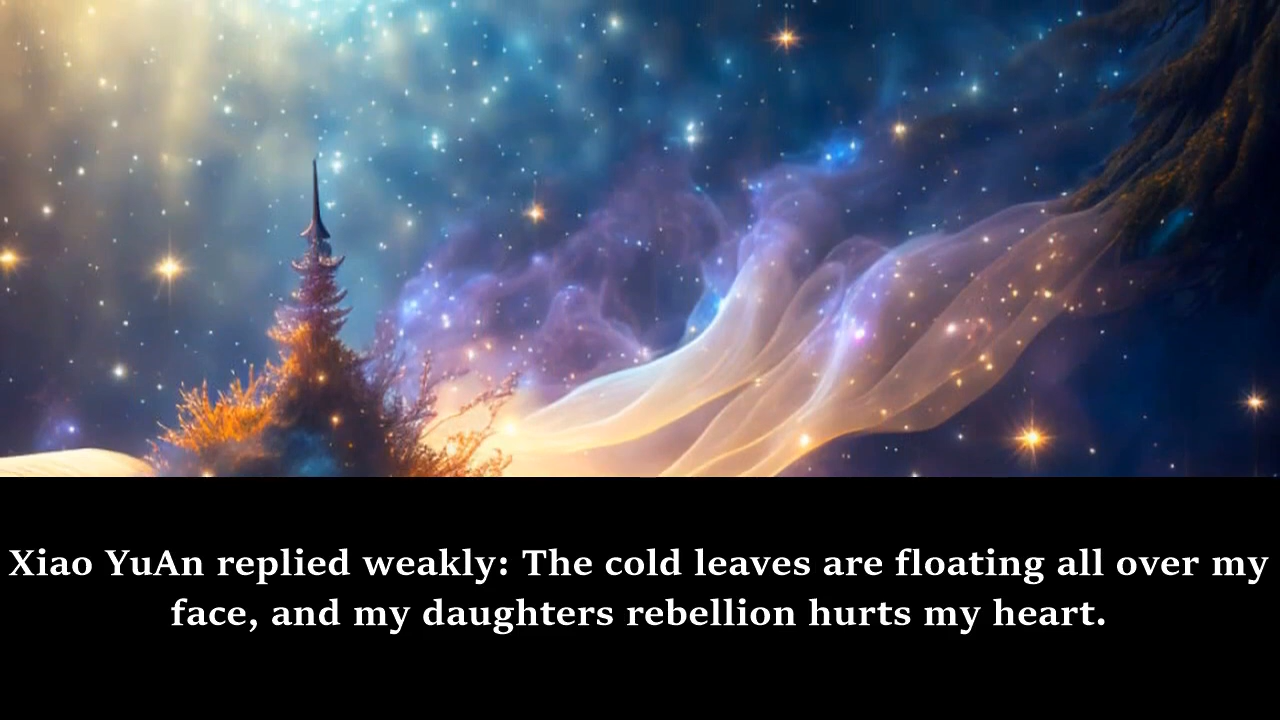 Xiao YuAn replied weakly: The cold leaves are floating all over my
face, and my daughters rebellion hurts my heart.